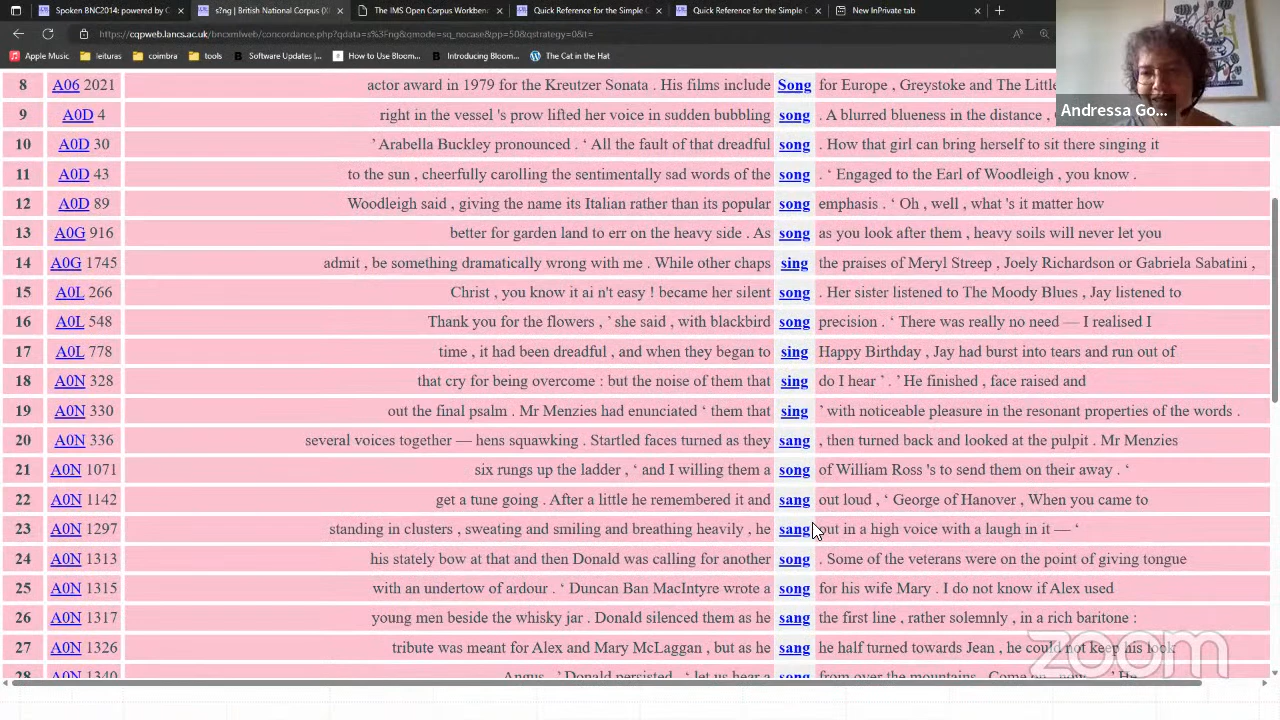 Spoken BNC2014: powered by C
s?ng | British National Corpus (X
The IMS Open Corpus Workbenc
Quick Reference for the Simple C
Quick Reference for the Simple C
New InPrivate tab
https://cqpweb.lancs.ac.uk/bncxmlweb/concordance.php?qdata=s%3Fng&qmode=sq_nocase&pp=50&qstrategy=0&t=
Apple Music leituras coimbra tools Software Updates |... How to Use Bloom... Introducing Bloom... The Cat in the Hat
Andressa Go...
8 A06 2021 actor award in 1979 for the Kreutzer Sonata . His films include Song for Europe , Greystoke and The Little
9 A0D 4 right in the vessel 's prow lifted her voice in sudden bubbling song . A blurred blueness in the distance ,
10 A0D 30 ' Arabella Buckley pronounced . ‘ All the fault of that dreadful song . How that girl can bring herself to sit there singing it
11 A0D 43 to the sun , cheerfully carolling the sentimentally sad words of the song . ‘ Engaged to the Earl of Woodleigh , you know .
12 A0D 89 Woodleigh said , giving the name its Italian rather than its popular song emphasis . ‘ Oh , well , what 's it matter how
13 A0G 916 better for garden land to err on the heavy side . As song as you look after them , heavy soils will never let you
14 A0G 1745 admit , be something dramatically wrong with me . While other chaps sing the praises of Meryl Streep , Joely Richardson or Gabriela Sabatini ,
15 A0L 266 Christ , you know it ai n't easy ! became her silent song . Her sister listened to The Moody Blues , Jay listened to
16 A0L 548 Thank you for the flowers , ’ she said , with blackbird song precision . ‘ There was really no need — I realised I
17 A0L 778 time , it had been dreadful , and when they began to sing Happy Birthday , Jay had burst into tears and run out of
18 A0N 328 that cry for being overcome : but the noise of them that sing do I hear ’ . ’ He finished , face raised and
19 A0N 330 out the final psalm . Mr Menzies had enunciated ‘ them that sing ’ with noticeable pleasure in the resonant properties of the words .
20 A0N 336 several voices together — hens squawking . Startled faces turned as they sang , then turned back and looked at the pulpit . Mr Menzies
21 A0N 1071 six rungs up the ladder , ‘ and I willing them a song of William Ross 's to send them on their away . ‘
22 A0N 1142 get a tune going . After a little he remembered it and sang out loud , ‘ George of Hanover , When you came to
23 A0N 1297 standing in clusters , sweating and smiling and breathing heavily , he sang out in a high voice with a laugh in it — ‘
24 A0N 1313 his stately bow at that and then Donald was calling for another song . Some of the veterans were on the point of giving tongue
25 A0N 1315 with an undertow of ardour . ‘ Duncan Ban MacIntyre wrote a song for his wife Mary . I do not know if Alex used
26 A0N 1317 young men beside the whisky jar . Donald silenced them as he sang the first line , rather solemnly , in a rich baritone :
27 A0N 1326 tribute was meant for Alex and Mary McLaggan , but as he sang he half turned towards Jean , he could not keep his look
28 A0N 1340 Angus , ’ Donald persisted , ‘ let us hear a song from over the mountains . Come on , now . ’ He
zoom